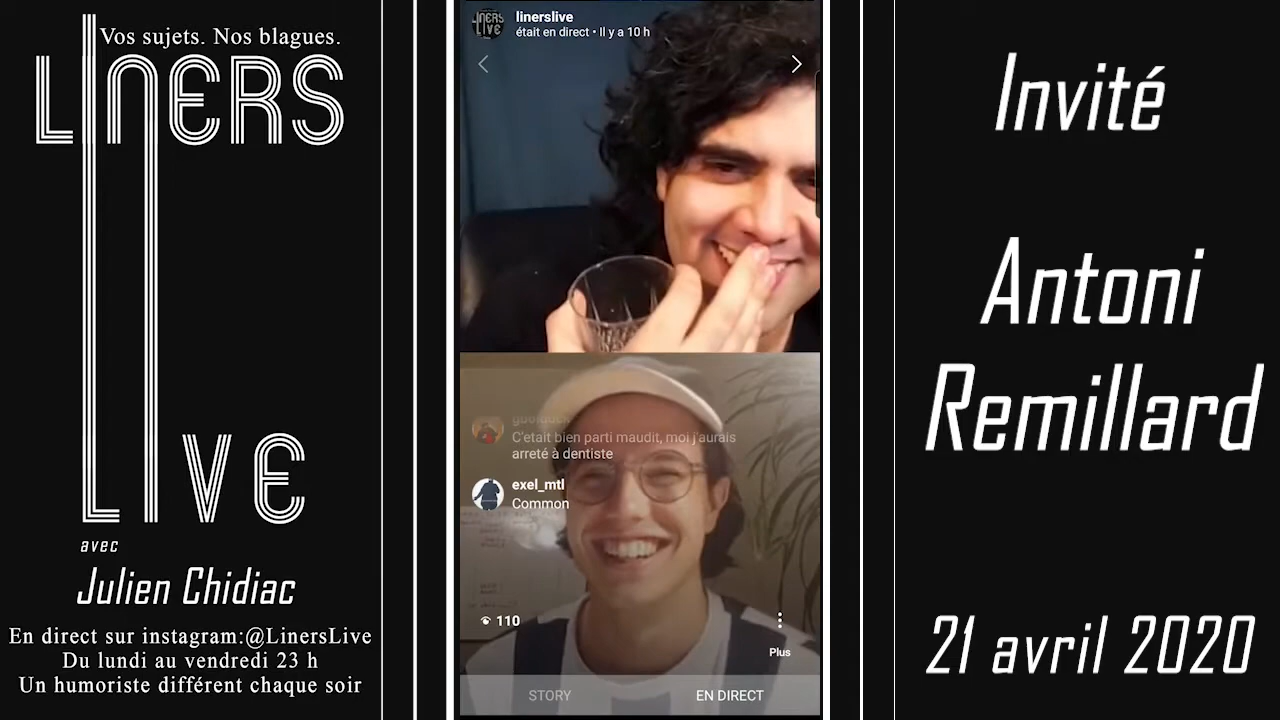 Vos sujets. Nos blagues.
LINERS
LIVE
avec
Julien Chidiac
En direct sur instagram:@LinersLive
Du lundi au vendredi 23 h
Un humoriste différent chaque soir
LINERS
LIVE
linerslive
était en direct • Il y a 10 h
C'etait bien parti maudit, moi j'aurais
arreté à dentiste
exel_mtl
Common
110
Plus
STORY
EN DIRECT
Invité
Antoni
Remillard
21 avril 2020